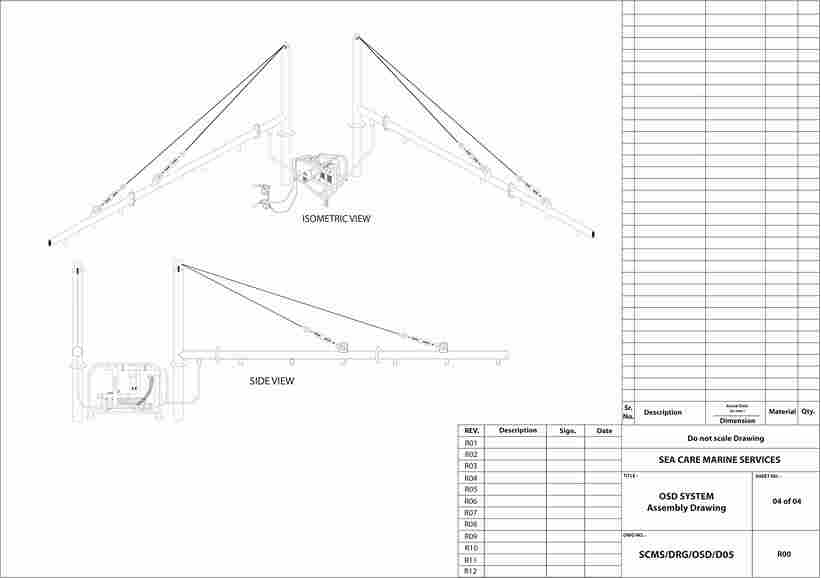 ISOMETRIC VIEW
SIDE VIEW
Sr. No.
Description
Dimension
Material
Qty.
REV.
Description
Sign.
Date
R01
R02
R03
R04
R05
R06
R07
R08
R09
R10
R11
R12
Do not scale Drawing
SEA CARE MARINE SERVICES
TITLE:-
OSD SYSTEM
Assembly Drawing
SHEET No. :-
04 of 04
DWG NO. :-
SCMS/DRG/OSD/D05
R00